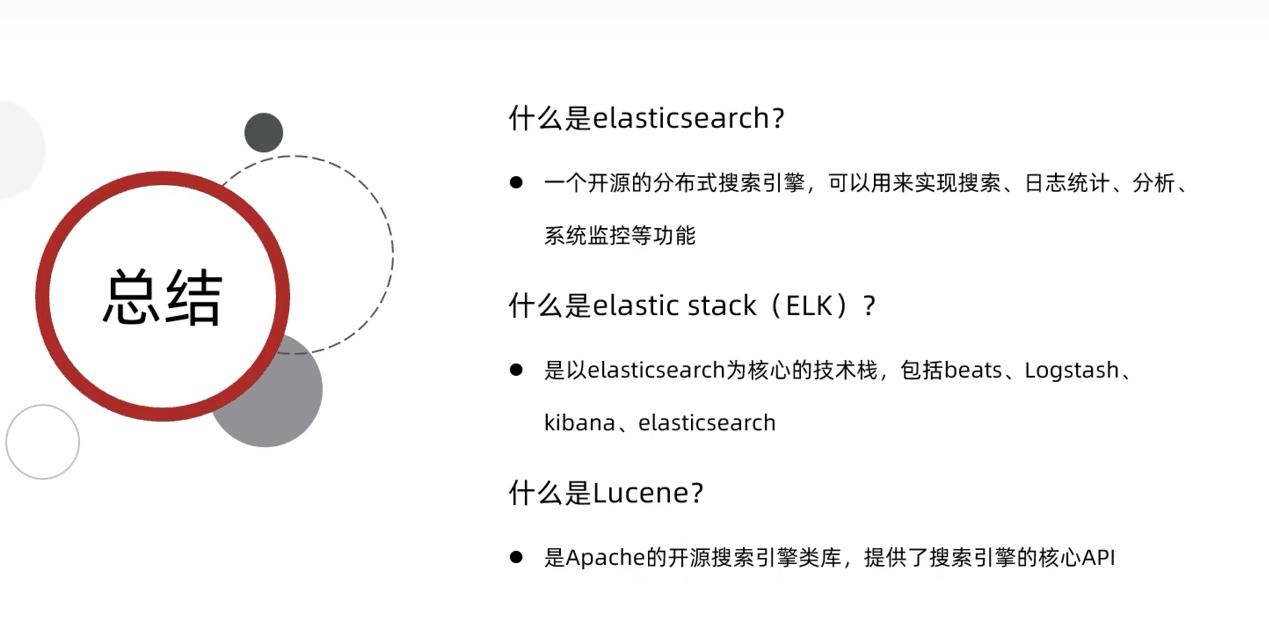 总结
什么是elasticsearch？
● 一个开源的分布式搜索引擎，可以用来实现搜索、日志统计、分析、
系统监控等功能
什么是elastic stack（ELK）？
● 是以elasticsearch为核心的技术栈，包括beats、Logstash、
kibana、elasticsearch
什么是Lucene？
● 是Apache的开源搜索引擎类库，提供了搜索引擎的核心API